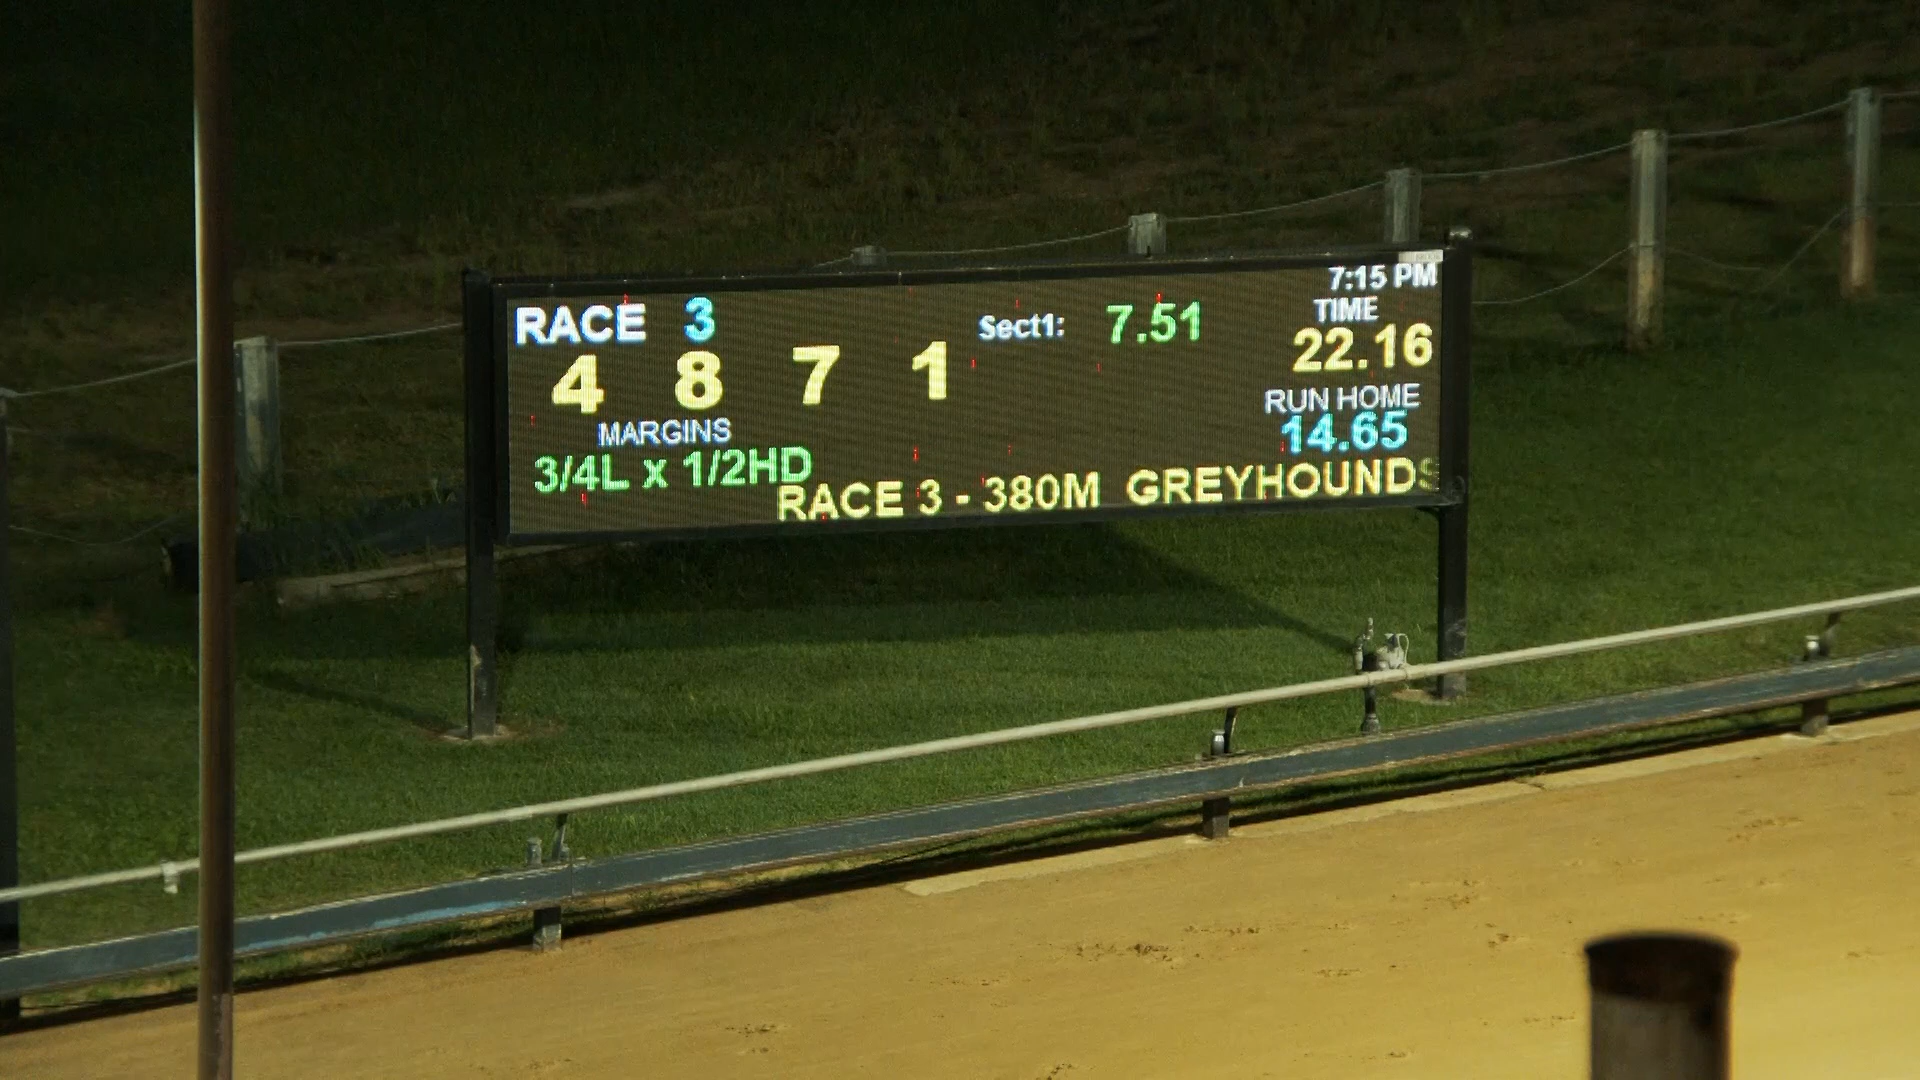 7:15 PM
RACE 3
Sect1: 7.51
TIME
22.16
4 8 7 1
RUN HOME
14.65
MARGINS
3/4L x 1/2HD
RACE 3 - 380M GREYHOUNDS